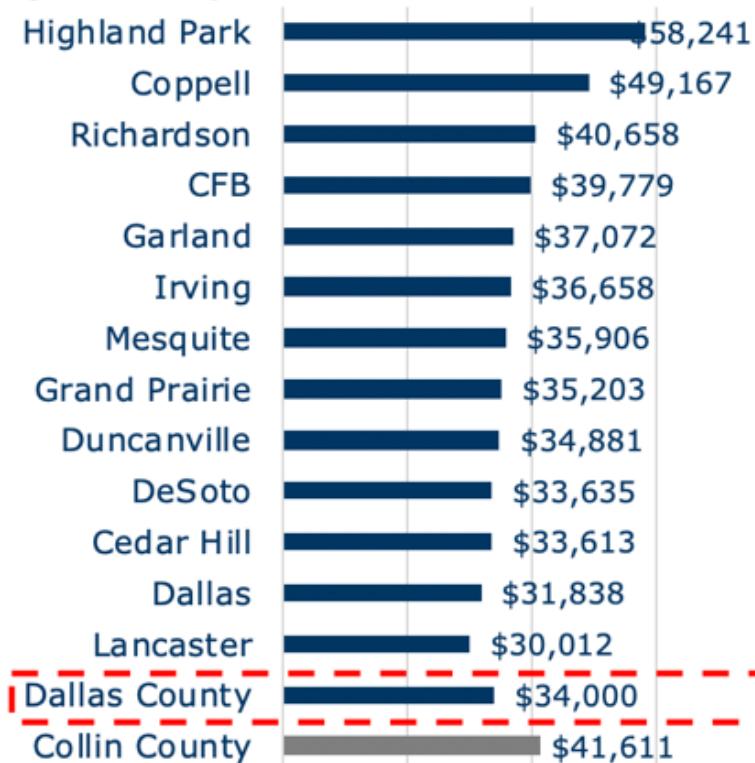 Highland Park $58,241
Coppell $49,167
Richardson $40,658
CFB $39,779
Garland $37,072
Irving $36,658
Mesquite $35,906
Grand Prairie $35,203
Duncanville $34,881
DeSoto $33,635
Cedar Hill $33,613
Dallas $31,838
Lancaster $30,012
Dallas County $34,000
Collin County $41,611